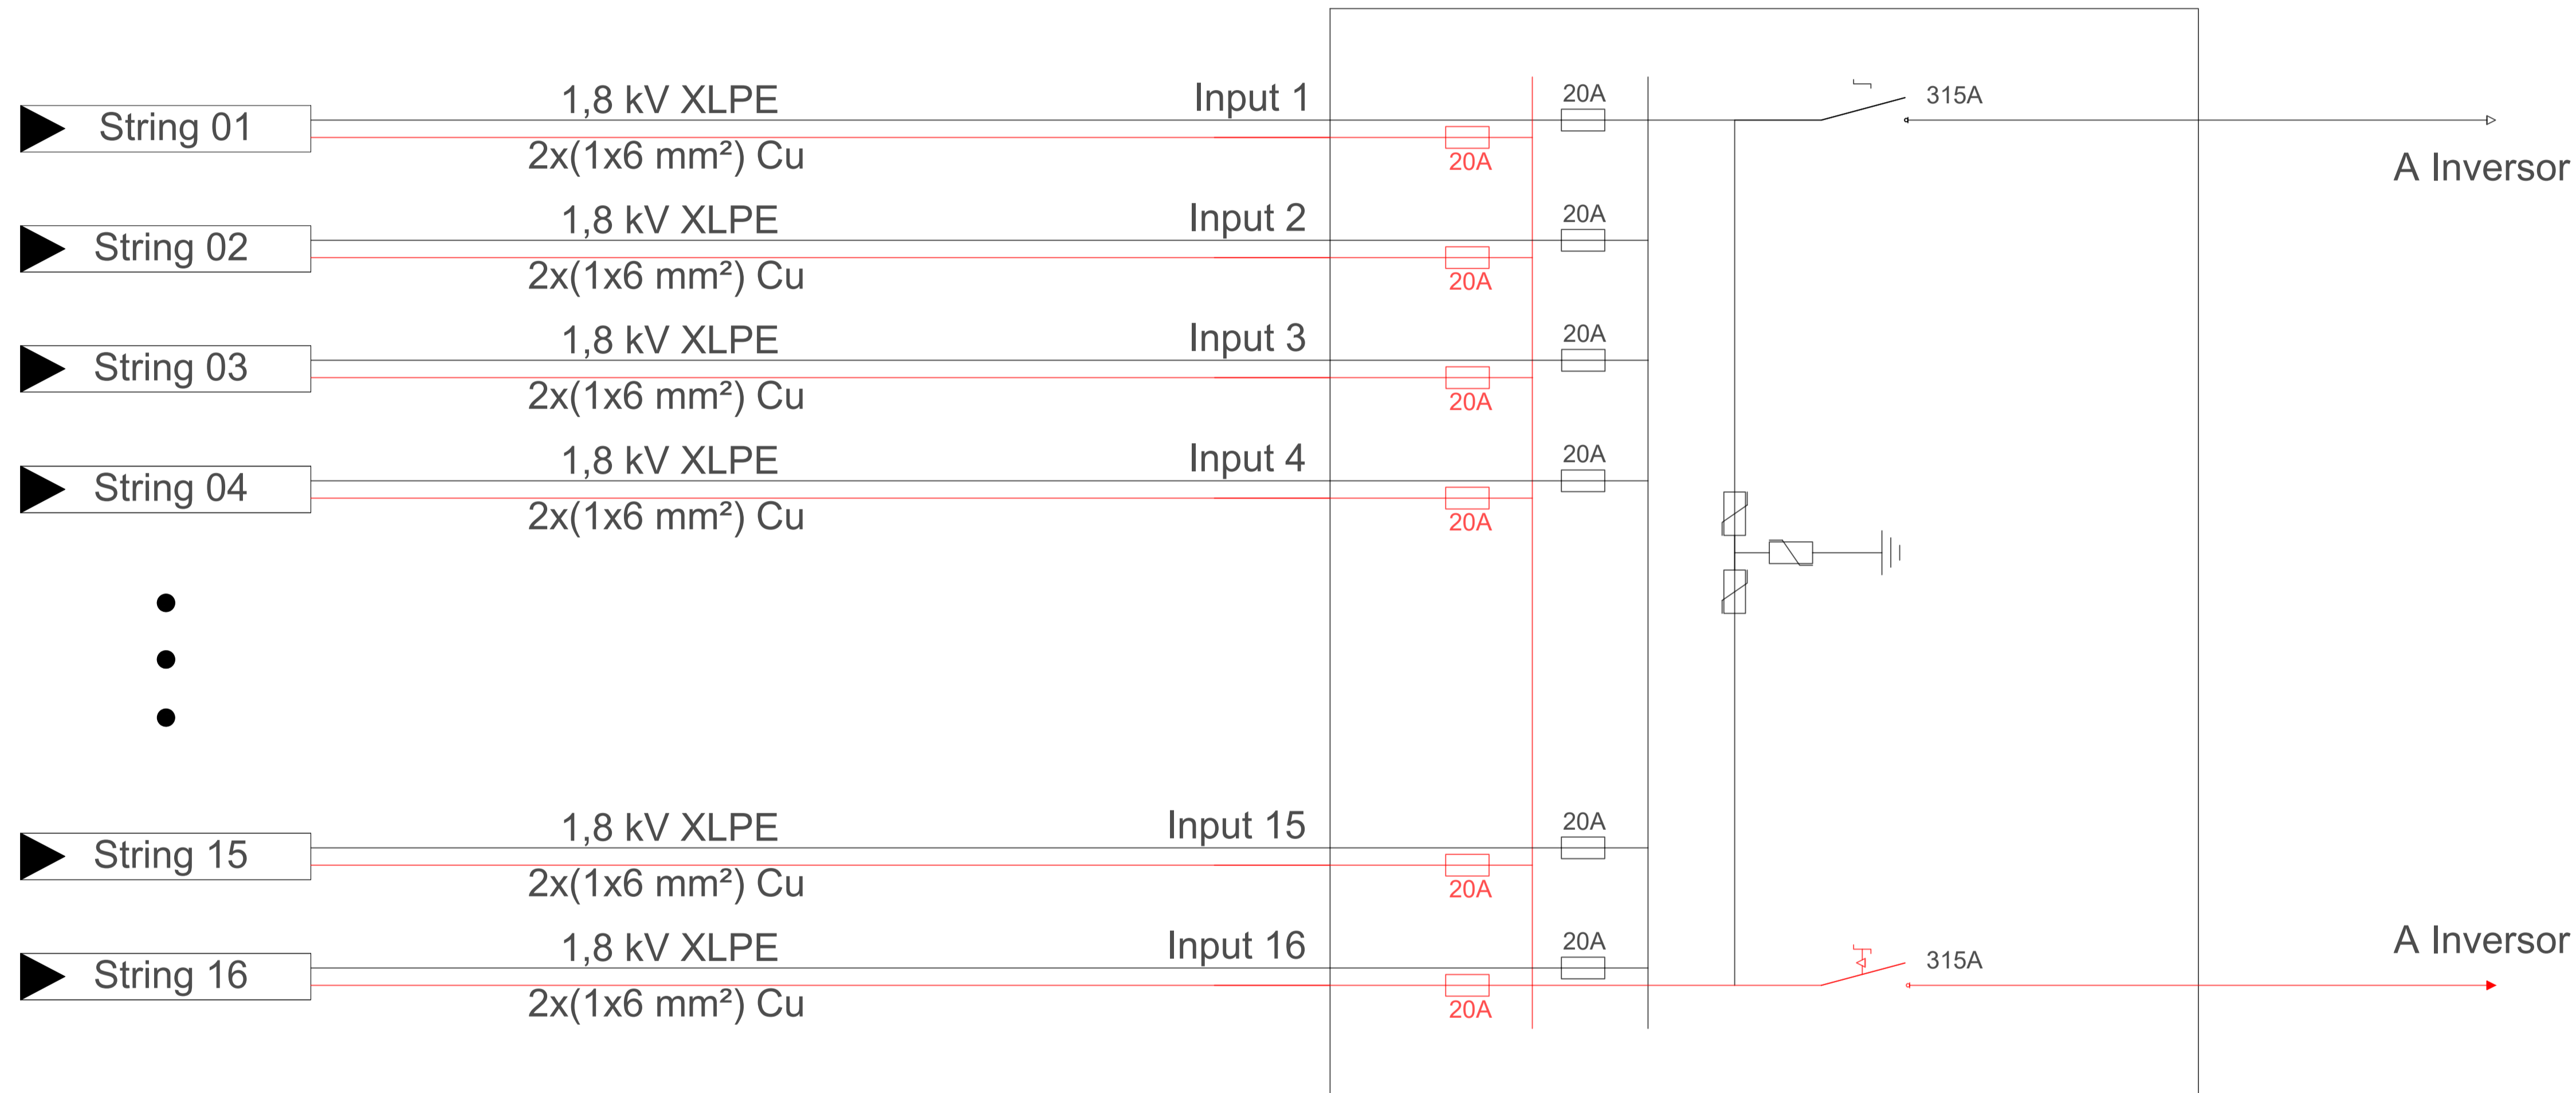 1,8 kV XLPE
Input 1
20A
315A
String 01
2x(1x6 mm²) Cu
20A
A Inversor
1,8 kV XLPE
Input 2
20A
String 02
2x(1x6 mm²) Cu
20A
1,8 kV XLPE
Input 3
20A
String 03
2x(1x6 mm²) Cu
20A
1,8 kV XLPE
Input 4
20A
String 04
2x(1x6 mm²) Cu
20A
1,8 kV XLPE
Input 15
20A
String 15
2x(1x6 mm²) Cu
20A
1,8 kV XLPE
Input 16
20A
A Inversor
String 16
315A
2x(1x6 mm²) Cu
20A